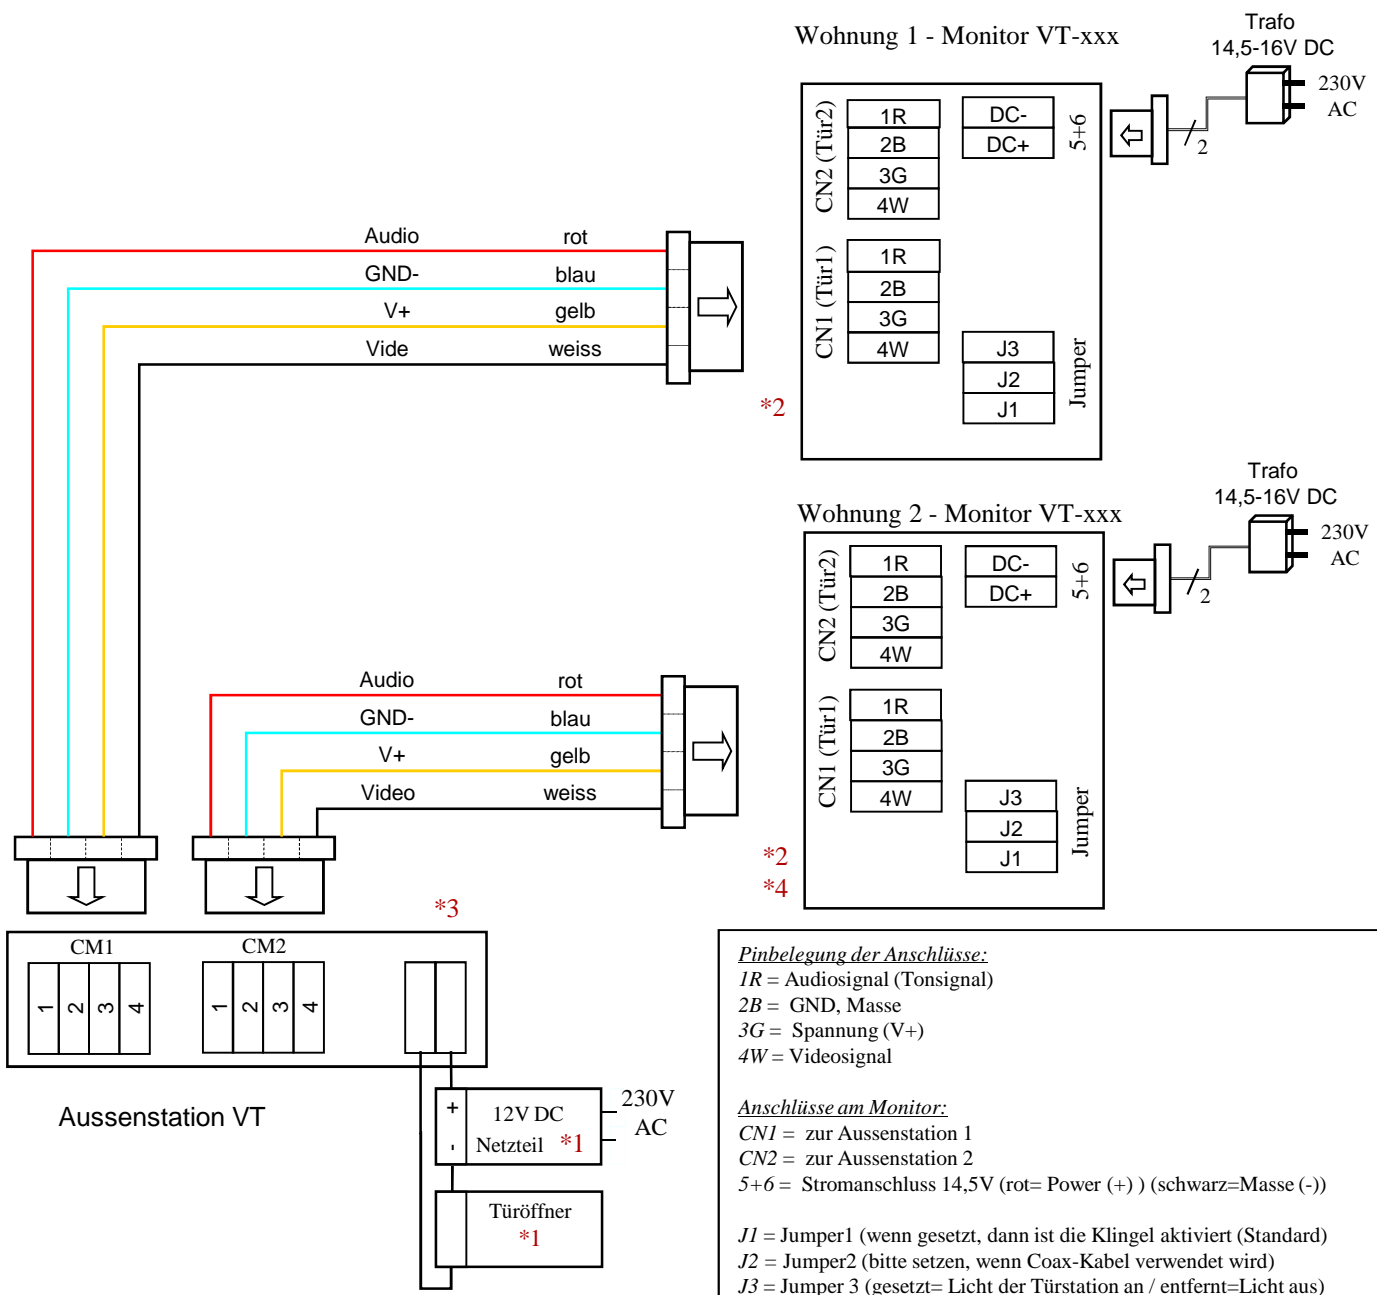 Wohnung 1 - Monitor VT-xxx
Trafo
14,5-16V DC
230V
AC
CN2 (Tür2)
1R
2B
3G
4W
DC-
DC+
5+6
2
CN1 (Tür1)
1R
2B
3G
4W
J3
J2
J1
Jumper
*2
Audio rot
GND- blau
V+ gelb
Vide weiss
Wohnung 2 - Monitor VT-xxx
Trafo
14,5-16V DC
230V
AC
CN2 (Tür2)
1R
2B
3G
4W
DC-
DC+
5+6
2
CN1 (Tür1)
1R
2B
3G
4W
J3
J2
J1
Jumper
*2
*4
Audio rot
GND- blau
V+ gelb
Video weiss
*3
CM1
1 2 3 4
CM2
1 2 3 4
Aussenstation VT
+
-
12V DC
Netzteil *1
230V
AC
Türöffner
*1
Pinbelegung der Anschlüsse:
1R = Audiosignal (Tonsignal)
2B = GND, Masse
3G = Spannung (V+)
4W = Videosignal
Anschlüsse am Monitor:
CN1 = zur Aussenstation 1
CN2 = zur Aussenstation 2
5+6 = Stromanschluss 14,5V (rot= Power (+) ) (schwarz=Masse (-))
J1 = Jumper1 (wenn gesetzt, dann ist die Klingel aktiviert (Standard)
J2 = Jumper2 (bitte setzen, wenn Coax-Kabel verwendet wird)
J3 = Jumper 3 (gesetzt= Licht der Türstation an / entfernt=Licht aus)